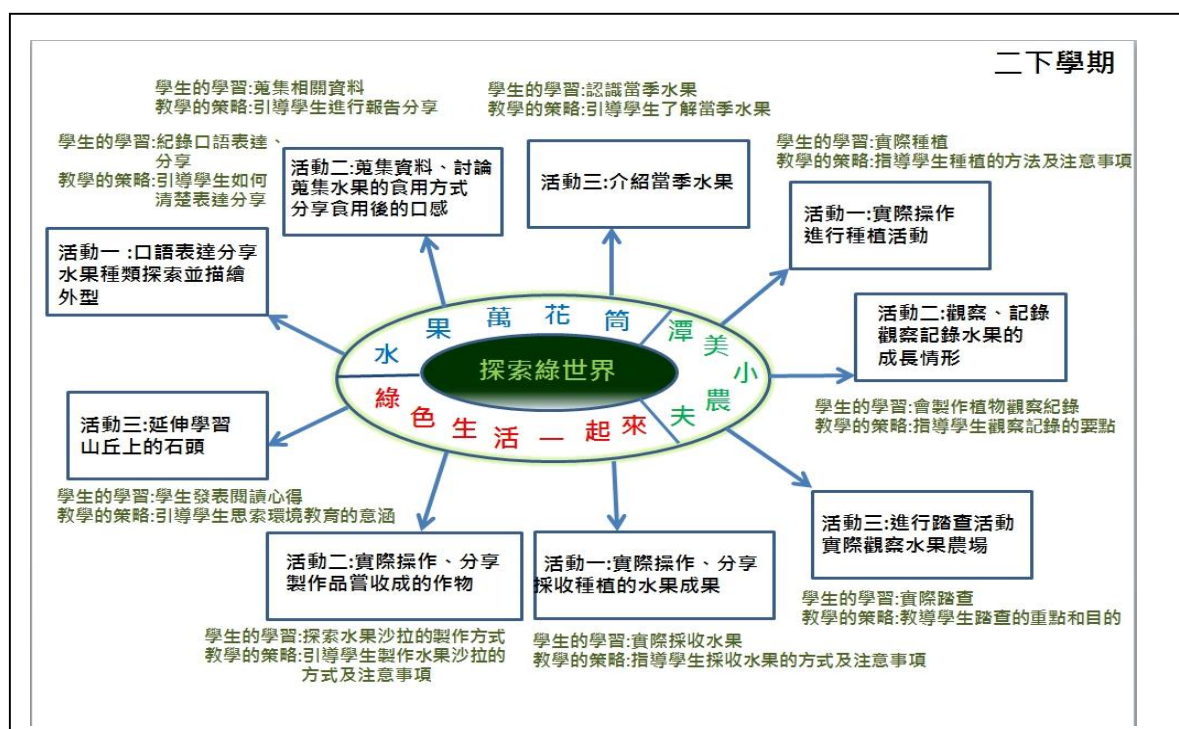 二下學期
學生的學習:蒐集相關資料
教學的策略:引導學生進行報告分享
學生的學習:認識當季水果
教學的策略:引導學生了解當季水果
學生的學習:紀錄口語表達、
分享
教學的策略:引導學生如何
清楚表達分享
學生的學習:實際種植
教學的策略:指導學生種植的方法及注意事項
活動二:蒐集資料、討論
蒐集水果的食用方式
分享食用後的口感
活動三:介紹當季水果
活動一:實際操作
進行種植活動
活動一 :口語表達分享
水果種類探索並描繪
外型
活動二:觀察、記錄
觀察記錄水果的
成長情形
水果萬花筒
潭美小農夫
探索綠世界
綠色生活一起來
學生的學習:會製作植物觀察紀錄
教學的策略:指導學生觀察記錄的要點
活動三:延伸學習
山丘上的石頭
學生的學習:學生發表閱讀心得
教學的策略:引導學生思索環境教育的意涵
活動三:進行踏查活動
實際觀察水果農場
學生的學習:實際踏查
教學的策略:教導學生踏查的重點和目的
活動二:實際操作、分享
製作品嘗收成的作物
活動一:實際操作、分享
採收種植的水果成果
學生的學習:探索水果沙拉的製作方式
教學的策略:引導學生製作水果沙拉的
方式及注意事項
學生的學習:實際採收水果
教學的策略:指導學生採收水果的方式及注意事項